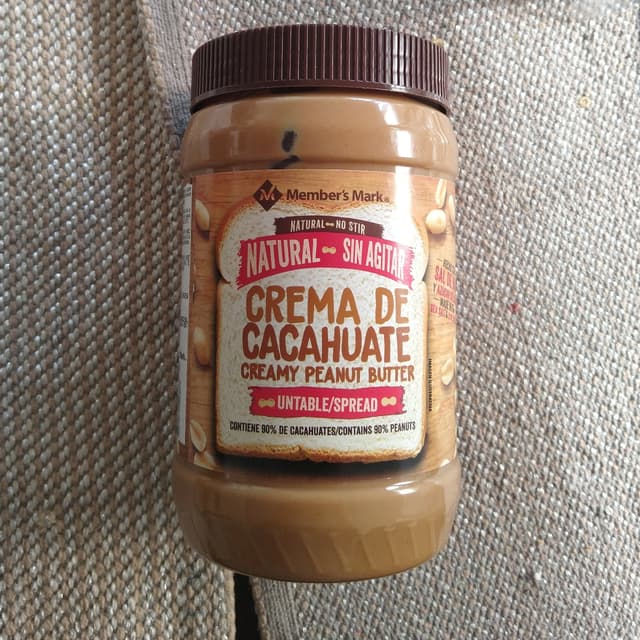 Member's Mark®
NATURAL NO STIR
NATURAL SIN AGITAR
CREMA DE
CACAHUATE
CREAMY PEANUT BUTTER
UNTABLE/SPREAD
CONTIENE 90% DE CACAHUATES/CONTAINS 90% PEANUTS